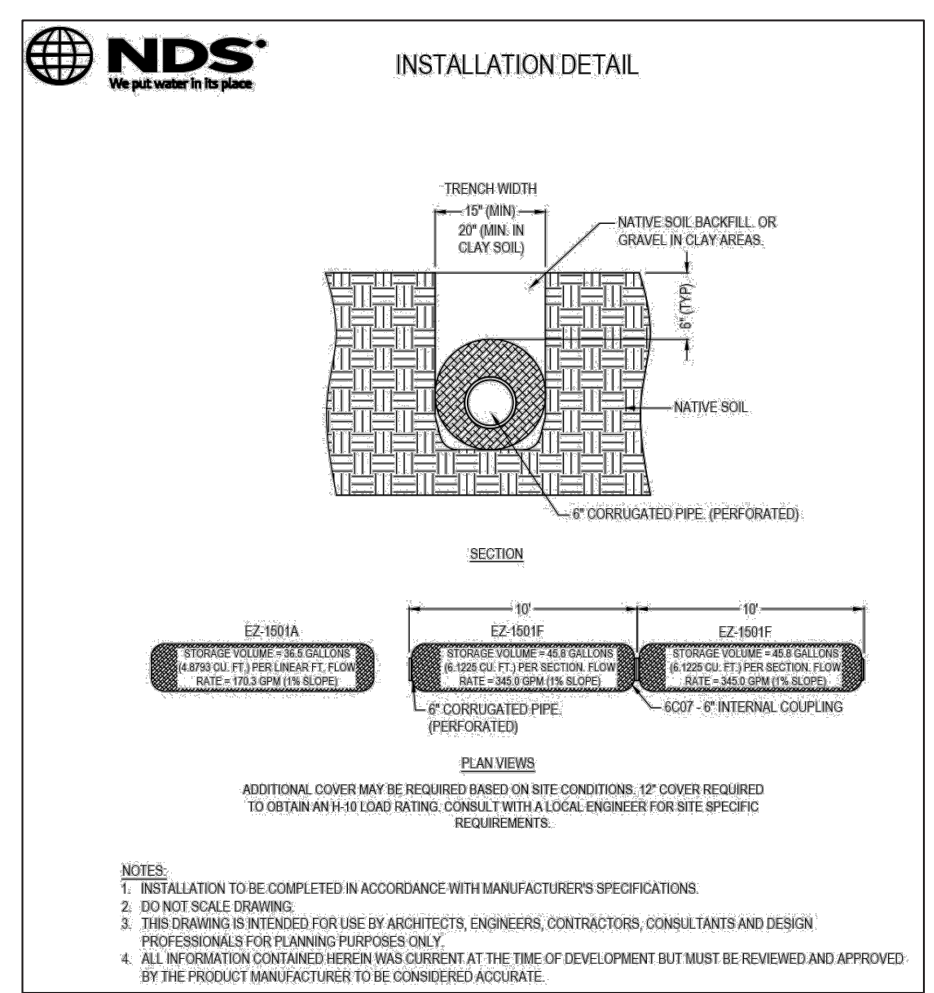 NDS
We put water in its place
INSTALLATION DETAIL
TRENCH WIDTH
15" (MIN)
20" (MIN. IN
CLAY SOIL)
NATIVE SOIL BACKFILL. OR
GRAVEL IN CLAY AREAS.
6" (TYP)
NATIVE SOIL
6" CORRUGATED PIPE. (PERFORATED)
SECTION
10'
10'
EZ-1501A
EZ-1501F
EZ-1501F
STORAGE VOLUME = 36.5 GALLONS
(4.8793 CU. FT.) PER LINEAR FT. FLOW
RATE = 170.3 GPM (1% SLOPE)
STORAGE VOLUME = 45.8 GALLONS
(6.1225 CU. FT.) PER SECTION. FLOW
RATE = 345.0 GPM (1% SLOPE)
STORAGE VOLUME = 45.8 GALLONS
(6.1225 CU. FT.) PER SECTION. FLOW
RATE = 345.0 GPM (1% SLOPE)
6" CORRUGATED PIPE.
(PERFORATED)
6C07 - 6" INTERNAL COUPLING
PLAN VIEWS
ADDITIONAL COVER MAY BE REQUIRED BASED ON SITE CONDITIONS. 12" COVER REQUIRED
TO OBTAIN AN H-10 LOAD RATING. CONSULT WITH A LOCAL ENGINEER FOR SITE SPECIFIC
REQUIREMENTS.
NOTES:
1. INSTALLATION TO BE COMPLETED IN ACCORDANCE WITH MANUFACTURER'S SPECIFICATIONS.
2. DO NOT SCALE DRAWING.
3. THIS DRAWING IS INTENDED FOR USE BY ARCHITECTS, ENGINEERS, CONTRACTORS, CONSULTANTS AND DESIGN
PROFESSIONALS FOR PLANNING PURPOSES ONLY.
4. ALL INFORMATION CONTAINED HEREIN WAS CURRENT AT THE TIME OF DEVELOPMENT BUT MUST BE REVIEWED AND APPROVED
BY THE PRODUCT MANUFACTURER TO BE CONSIDERED ACCURATE.